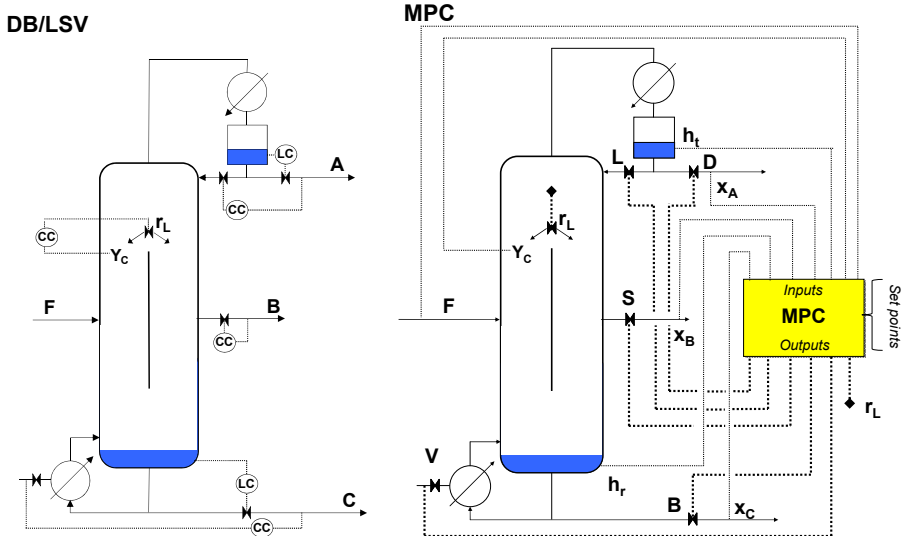 DB/LSV
LC
A
CC
CC
r_L
Y_C
F
B
CC
LC
C
CC
MPC
h_t
L
D
x_A
r_L
Y_C
F
S
x_B
Inputs
MPC
Outputs
Set points
r_L
V
h_r
B
x_C